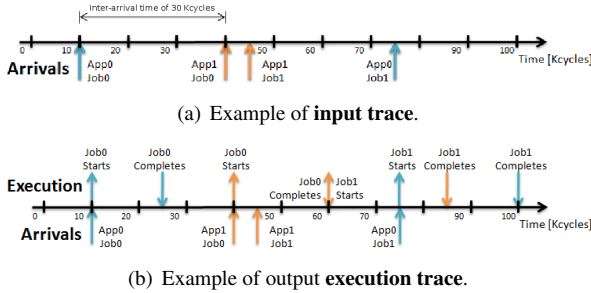 Inter-arrival time of 30 Kcycles
0 10 20 30 40 50 60 70 80 90 100
Time [Kcycles]
Arrivals
App0 Job0
App1 Job0
App1 Job1
App0 Job1
(a) Example of input trace.
Job0 Starts
Job0 Completes
Job0 Starts
Job0 Completes
Job1 Starts
Job1 Starts
Job1 Completes
Job1 Completes
Execution
0 10 20 30 40 50 60 70 80 90 100
Time [Kcycles]
Arrivals
App0 Job0
App1 Job0
App1 Job1
App0 Job1
(b) Example of output execution trace.